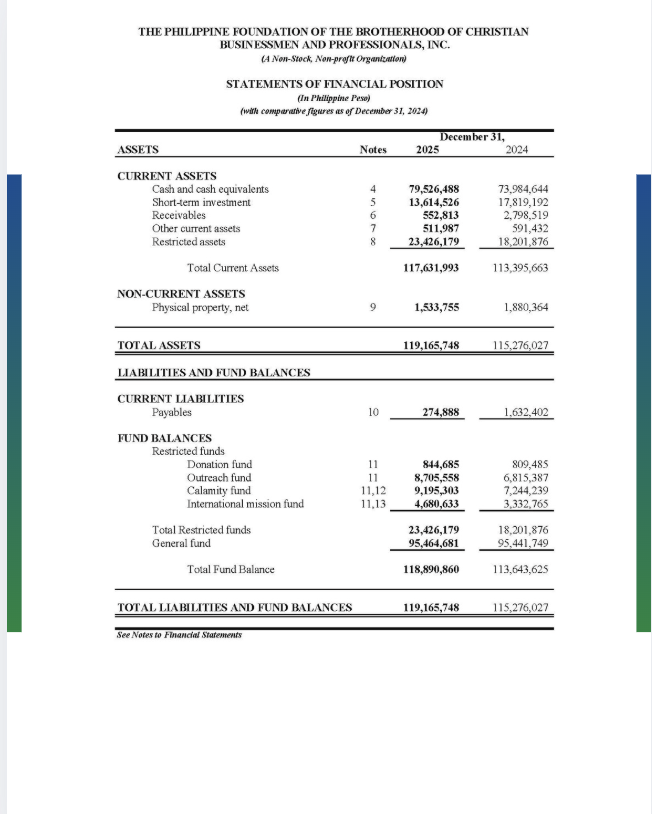 THE PHILIPPINE FOUNDATION OF THE BROTHERHOOD OF CHRISTIAN
BUSINESSMEN AND PROFESSIONALS, INC.
(A Non-Stock, Non-profit Organization)
STATEMENTS OF FINANCIAL POSITION
(In Philippine Peso)
(with comparative figures as of December 31, 2024)
December 31,
ASSETS Notes 2025 2024
CURRENT ASSETS
Cash and cash equivalents 4 79,526,488 73,984,644
Short-term investment 5 13,614,526 17,819,192
Receivables 6 552,813 2,798,519
Other current assets 7 511,987 591,432
Restricted assets 8 23,426,179 18,201,876
Total Current Assets 117,631,993 113,395,663
NON-CURRENT ASSETS
Physical property, net 9 1,533,755 1,880,364
TOTAL ASSETS 119,165,748 115,276,027
LIABILITIES AND FUND BALANCES
CURRENT LIABILITIES
Payables 10 274,888 1,632,402
FUND BALANCES
Restricted funds
Donation fund 11 844,685 809,485
Outreach fund 11 8,705,558 6,815,387
Calamity fund 11,12 9,195,303 7,244,239
International mission fund 11,13 4,680,633 3,332,765
Total Restricted funds 23,426,179 18,201,876
General fund 95,464,681 95,441,749
Total Fund Balance 118,890,860 113,643,625
TOTAL LIABILITIES AND FUND BALANCES 119,165,748 115,276,027
See Notes to Financial Statements